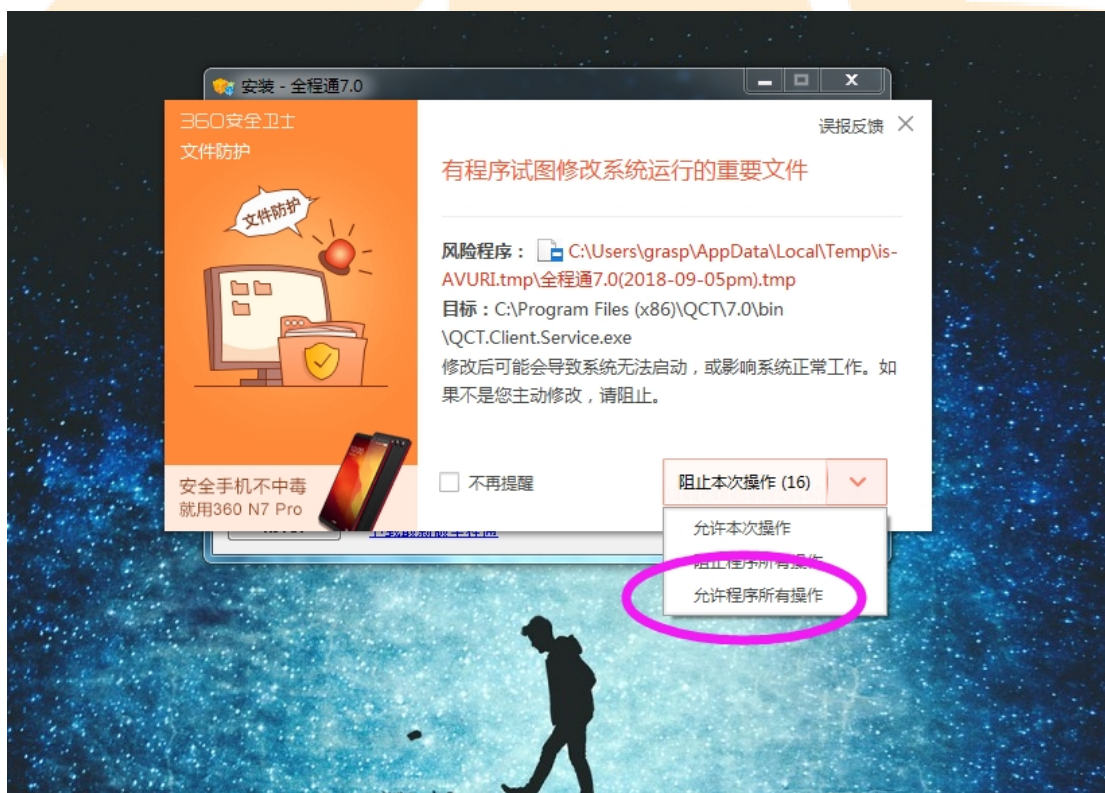 安装 - 全程通7.0
360安全卫士
文件防护
误报反馈
有程序试图修改系统运行的重要文件
文件防护
风险程序： C:\Users\grasp\AppData\Local\Temp\is-
AVURI.tmp\全程通7.0(2018-09-05pm).tmp
目标：C:\Program Files (x86)\QCT\7.0\bin
\QCT.Client.Service.exe
修改后可能会导致系统无法启动，或影响系统正常工作。如
果不是您主动修改，请阻止。
不再提醒
阻止本次操作 (16)
安全手机不中毒
就用360 N7 Pro
允许本次操作
阻止程序所有操作
允许程序所有操作